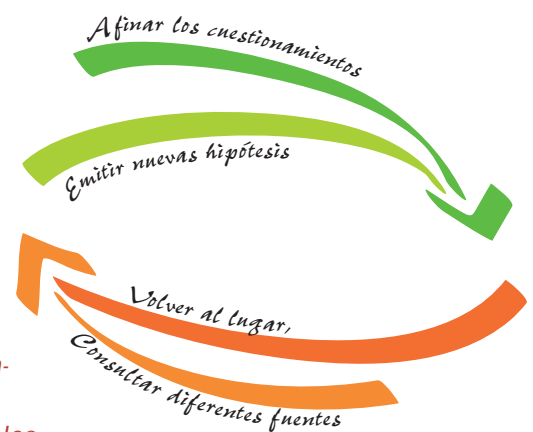 Afinar los cuestionamientos
Emitir nuevas hipótesis
Volver al lugar,
Consultar diferentes fuentes